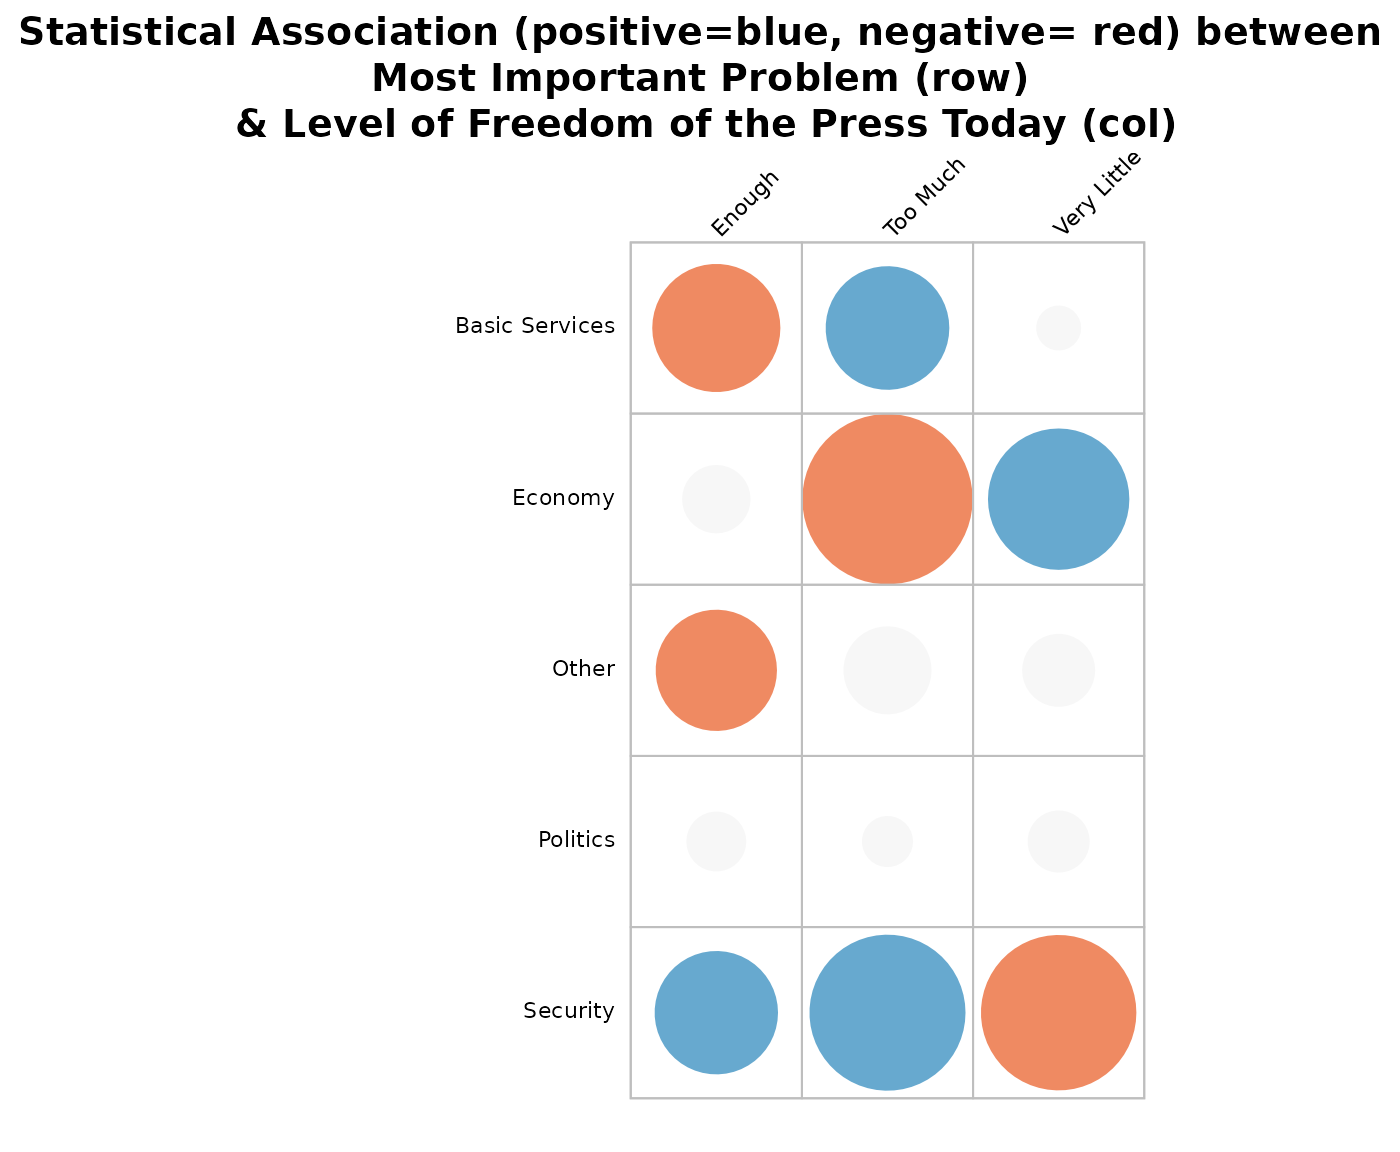 Statistical Association (positive=blue, negative= red) between
Most Important Problem (row)
& Level of Freedom of the Press Today (col)
Enough
Too Much
Very Little
Basic Services
Economy
Other
Politics
Security